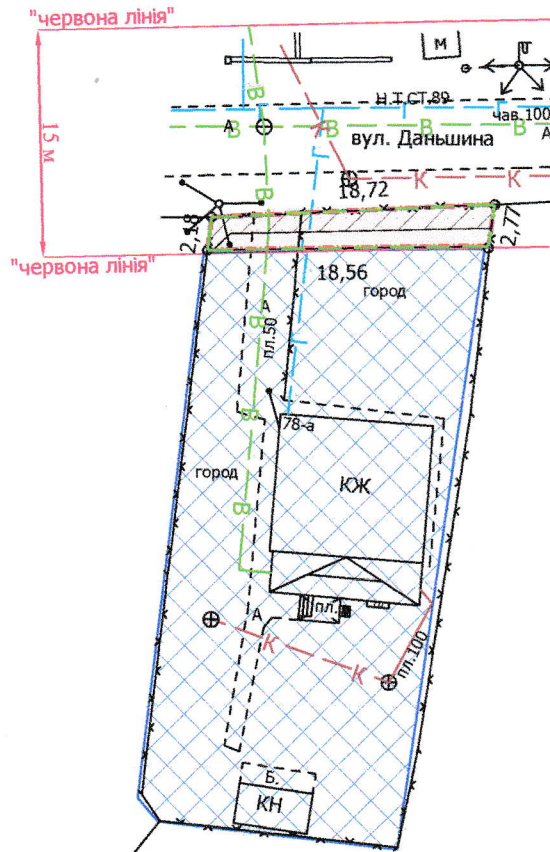 "червона лінія"
м
Н.Т.СТ.89
чав.100
15 м
В
А
К
В
В
В
А
вул. Даньшина
В
К
К
18,72
2,58
2,77
"червона лінія"
18,56
А
город
В
пл.50
В
78-а
КЖ
город
В
А
пл.
К
К
пл.100
Б.
КН